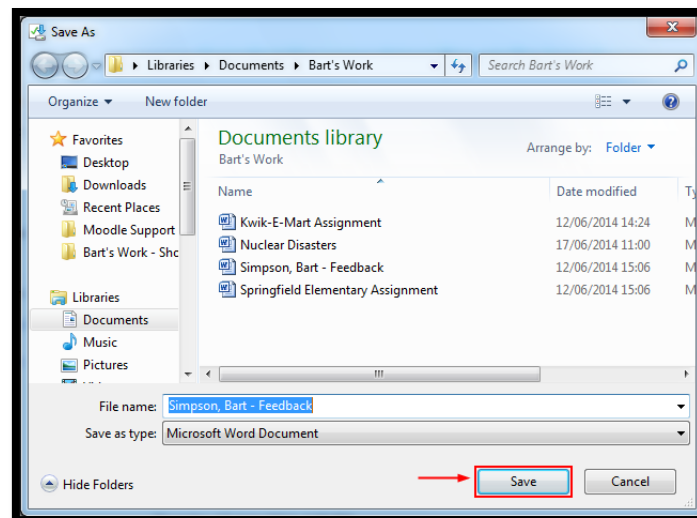 Save As
Libraries Documents Bart's Work
Search Bart's Work
Organize New folder
Favorites
Desktop
Downloads
Recent Places
Moodle Support
Bart's Work - Sho
Libraries
Documents
Music
Pictures
Documents library
Bart's Work
Arrange by: Folder
Name Date modified Ty
Kwik-E-Mart Assignment 12/06/2014 14:24 M
Nuclear Disasters 17/06/2014 11:00 M
Simpson, Bart - Feedback 12/06/2014 15:06 M
Springfield Elementary Assignment 12/06/2014 15:06 M
File name: Simpson, Bart - Feedback
Save as type: Microsoft Word Document
Hide Folders
Save Cancel